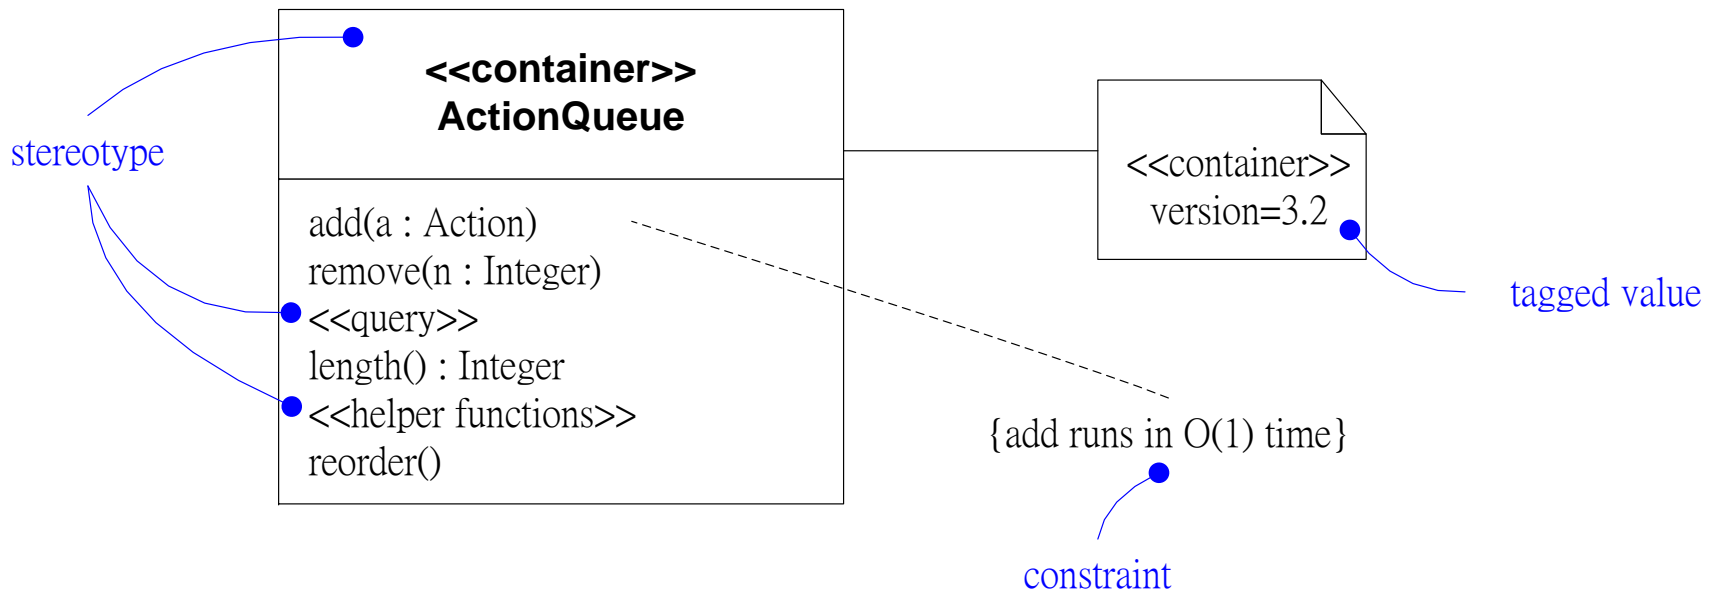 <<container>>
ActionQueue
stereotype
add(a : Action)
remove(n : Integer)
<<query>>
length() : Integer
<<helper functions>>
reorder()
<<container>>
version=3.2
tagged value
{add runs in O(1) time}
constraint